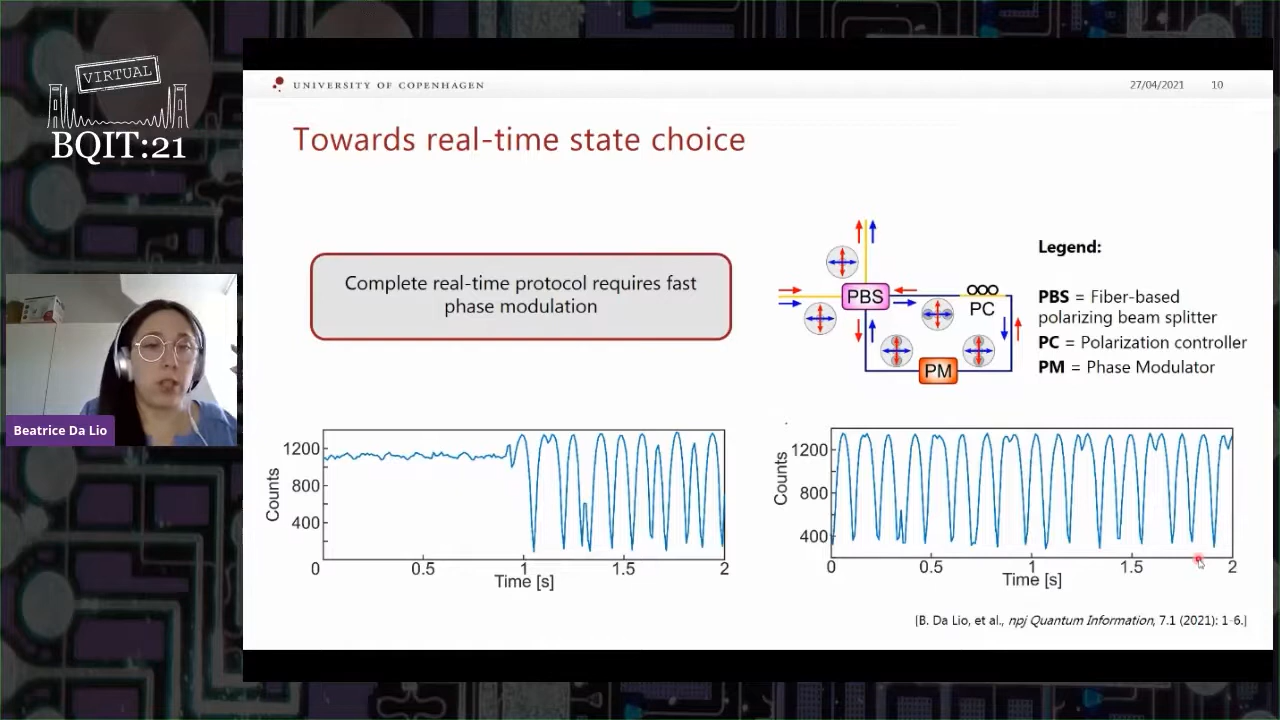 VIRTUAL
BQIT:21
UNIVERSITY OF COPENHAGEN
27/04/2021 10
Towards real-time state choice
Complete real-time protocol requires fast
phase modulation
PBS
PC
PM
Legend:
PBS = Fiber-based
polarizing beam splitter
PC = Polarization controller
PM = Phase Modulator
Beatrice Da Lio
Counts
1200
800
400
0 0.5 1 1.5 2
Time [s]
Counts
1200
800
400
0 0.5 1 1.5 2
Time [s]
[B. Da Lio, et al., npj Quantum Information, 7.1 (2021): 1-6.]